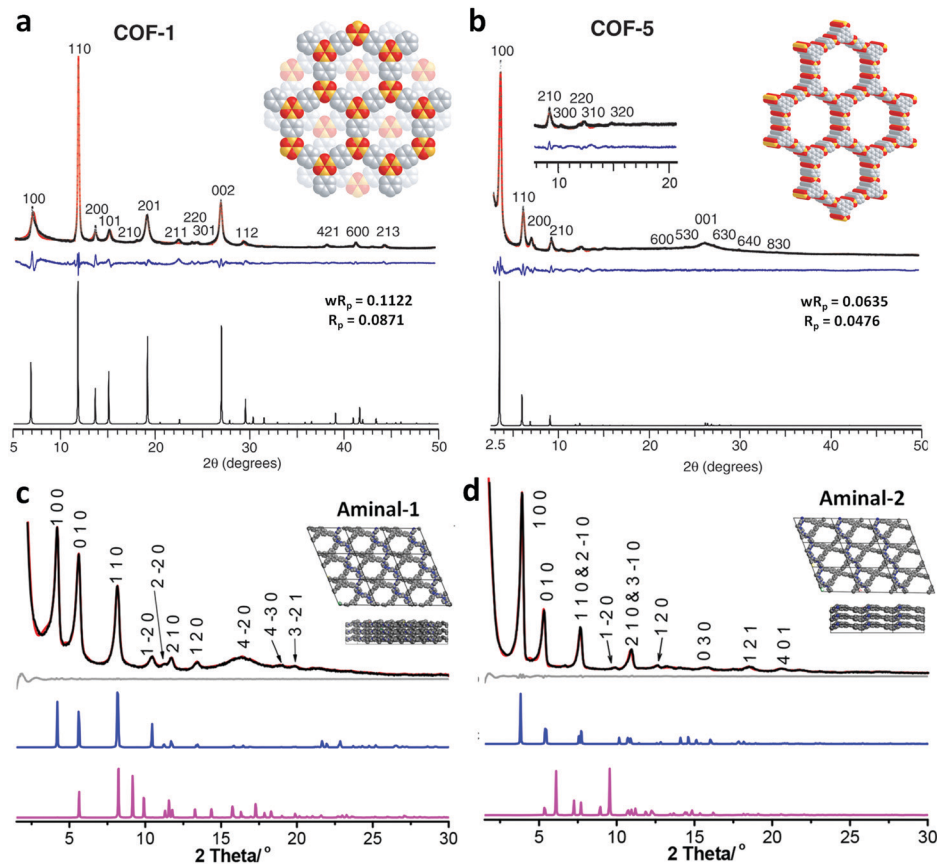 a
COF-1
110
100
200
101
201
211
220
301
002
112
421
600
213
wRp = 0.1122
Rp = 0.0871
5 10 20 30 40 50
2θ (degrees)
b
COF-5
100
210
300
220
310
320
10 15 20
110
200
210
001
600
530
630
640
830
wRp = 0.0635
Rp = 0.0476
2.5 10 20 30 40 50
2θ (degrees)
c
Aminal-1
1 0 0
0 1 0
1 1 0
1 -2 0
2 -2 0
2 1 0
1 2 0
4 -2 0
4 -3 0
3 -2 1
5 10 15 20 25 30
2 Theta/°
d
Aminal-2
1 0 0
0 1 0
1 1 0 & 2 -1 0
1 -2 0
2 1 0 & 3 -1 0
1 2 0
0 3 0
1 2 1
4 0 1
5 10 15 20 25 30
2 Theta/°